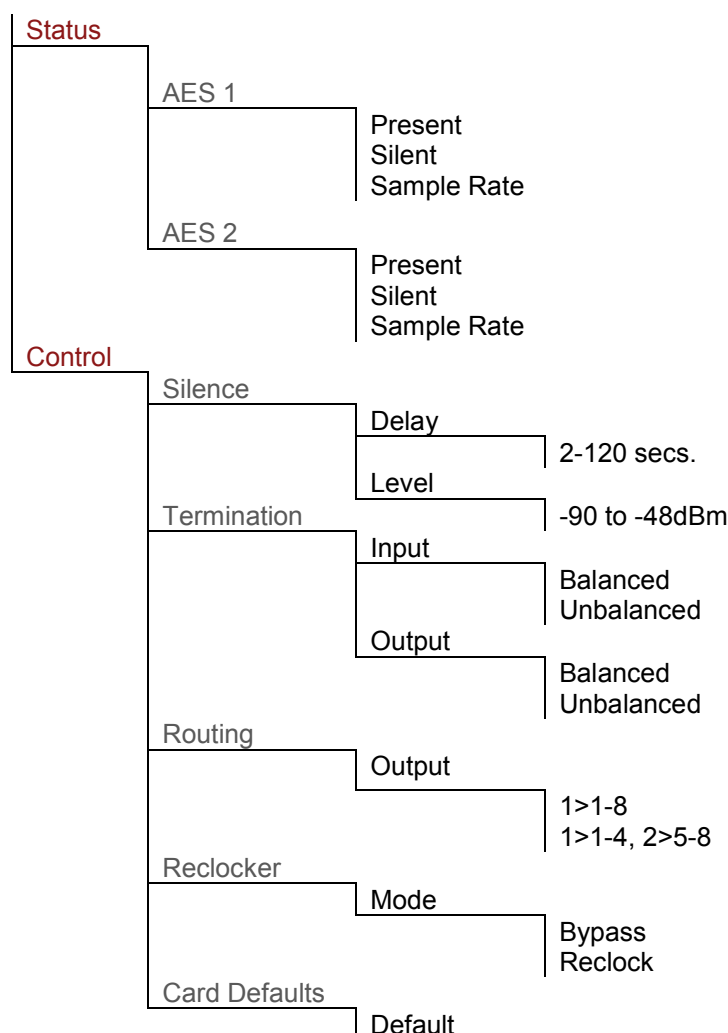 Status
AES 1
Present
Silent
Sample Rate
AES 2
Present
Silent
Sample Rate
Control
Silence
Delay
2-120 secs.
Level
-90 to -48dBm
Termination
Input
Balanced
Unbalanced
Output
Balanced
Unbalanced
Routing
Output
1>1-8
1>1-4, 2>5-8
Reclocker
Mode
Bypass
Reclock
Card Defaults
Default